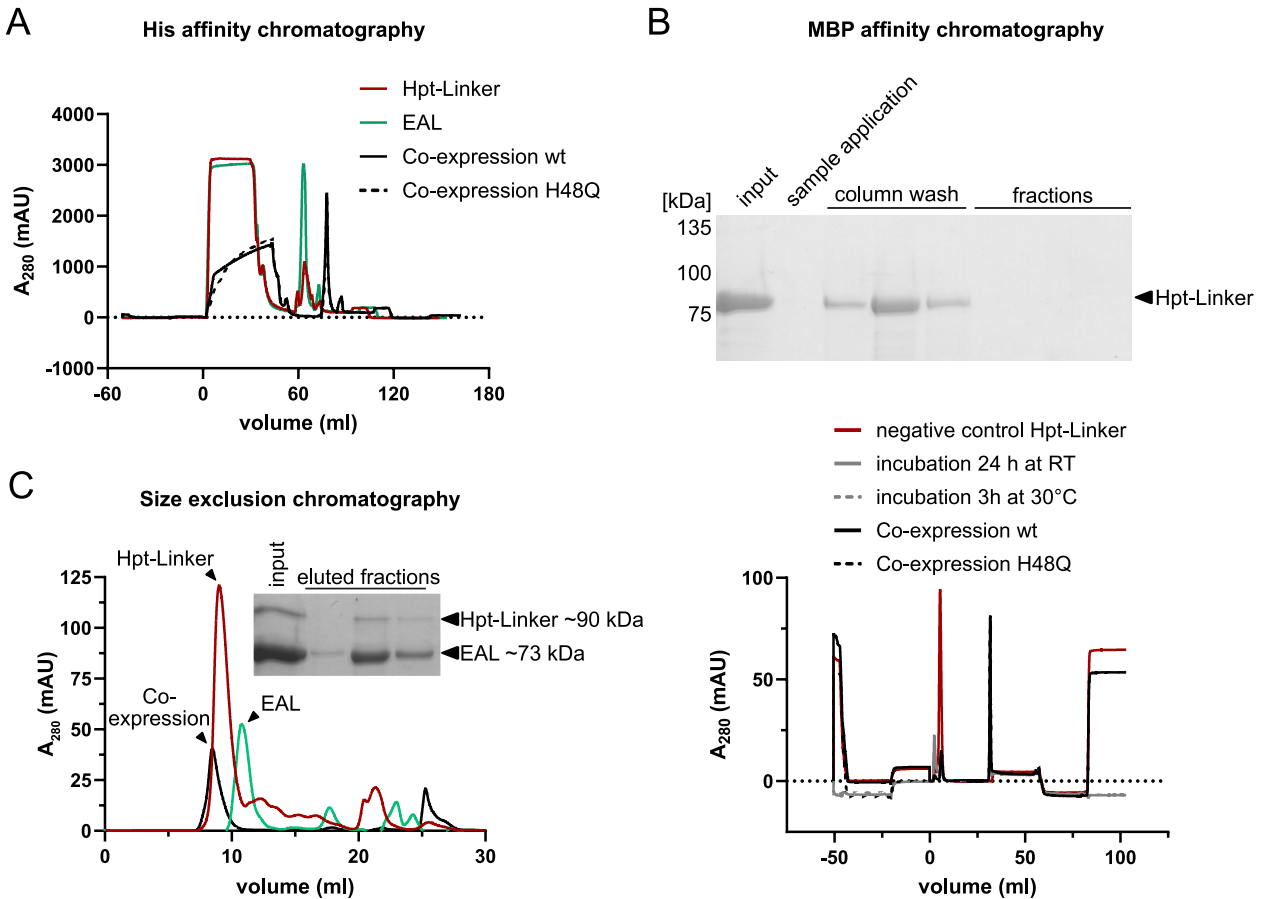 A
His affinity chromatography
Hpt-Linker
EAL
Co-expression wt
Co-expression H48Q
4000
3000
2000
1000
0
-1000
A280 (mAU)
-60 0 60 120 180
volume (ml)
B
MBP affinity chromatography
[kDa]
input
sample application
column wash
fractions
135
100
75
Hpt-Linker
negative control Hpt-Linker
incubation 24 h at RT
incubation 3h at 30°C
Co-expression wt
Co-expression H48Q
100
50
0
A280 (mAU)
-50 0 50 100
volume (ml)
C
Size exclusion chromatography
Hpt-Linker
input
eluted fractions
Hpt-Linker ~90 kDa
EAL ~73 kDa
Co-
expression
EAL
125
100
75
50
25
0
A280 (mAU)
0 10 20 30
volume (ml)